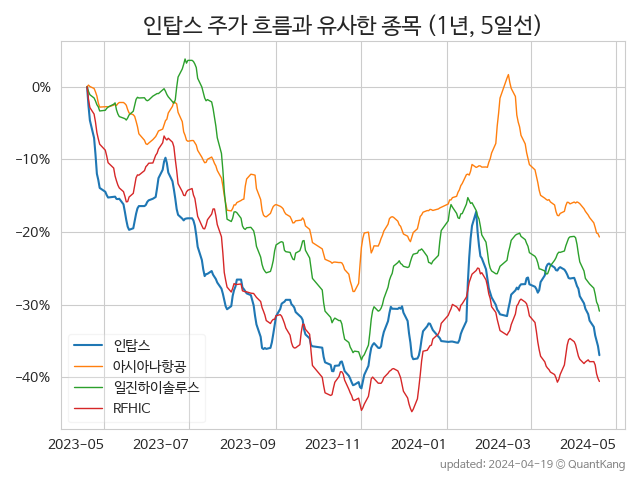 인탑스 주가 흐름과 유사한 종목 (1년, 5일선)
0%
−10%
−20%
−30%
−40%
인탑스
아시아나항공
일진하이솔루스
RFHIC
2023-05 2023-07 2023-09 2023-11 2024-01 2024-03 2024-05
updated: 2024-04-19 © QuantKang